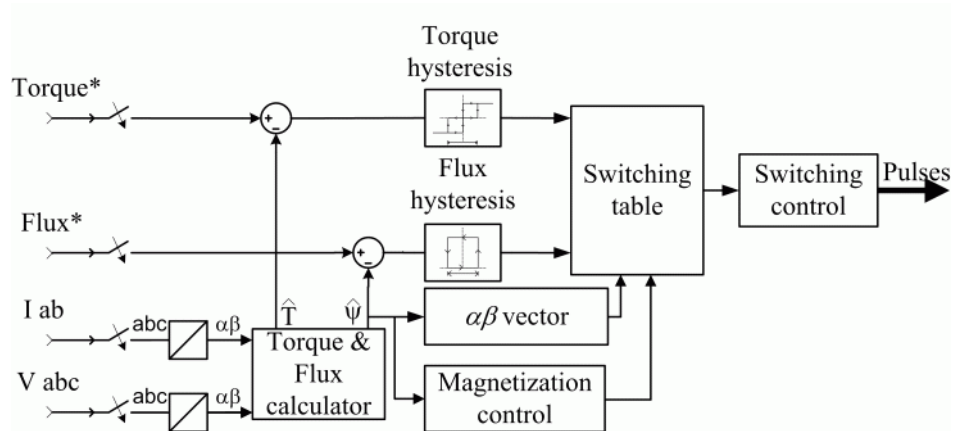 Torque
hysteresis
Torque*
+
−
Flux
hysteresis
Switching
table
Switching
control
Pulses
Flux*
+
−
I ab
abc
αβ
T̂
ψ̂
αβ vector
Torque &
Flux
calculator
V abc
abc
αβ
Magnetization
control